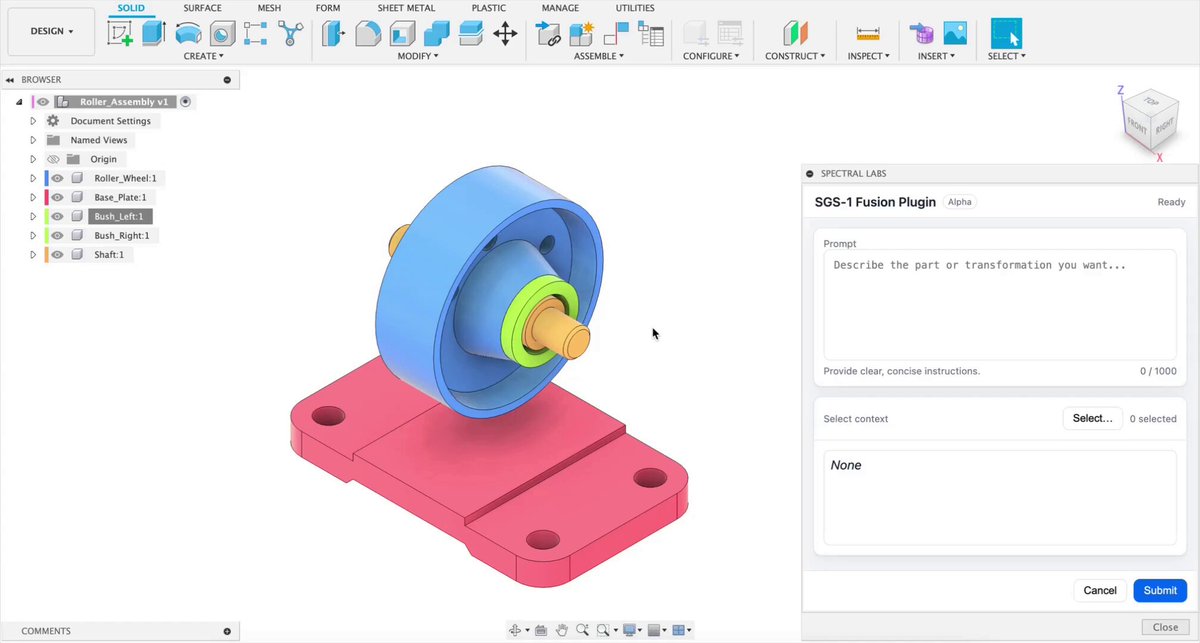 SOLID SURFACE MESH FORM SHEET METAL PLASTIC MANAGE UTILITIES
DESIGN
CREATE MODIFY ASSEMBLE CONFIGURE CONSTRUCT INSPECT INSERT SELECT
BROWSER
Roller_Assembly v1
Document Settings
Named Views
Origin
Roller_Wheel:1
Base_Plate:1
Bush_Left:1
Bush_Right:1
Shaft:1
Z
TOP
FRONT RIGHT
X
SPECTRAL LABS
SGS-1 Fusion Plugin Alpha Ready
Prompt
Describe the part or transformation you want...
Provide clear, concise instructions. 0 / 1000
Select context Select... 0 selected
None
Cancel Submit
Close
COMMENTS